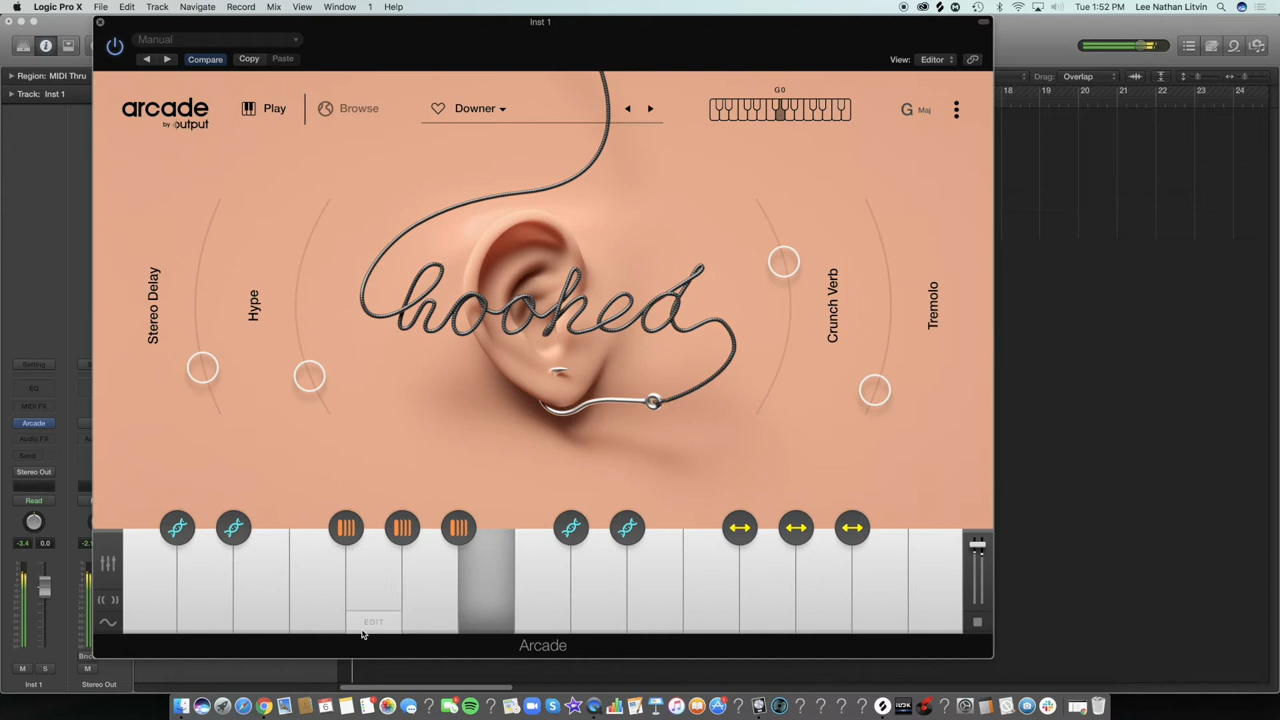 Logic Pro X File Edit Track Navigate Record Mix View Window 1 Help
Tue 1:52 PM Lee Nathan Litvin
Inst 1
Manual
Compare Copy Paste
View: Editor
Region: MIDI Thru
Track: Inst 1
Drag: Overlap
18 19 20 21 22 23 24
arcade
by output
Play Browse
Downer
G0
G Maj
Stereo Delay
Hype
hooked
Crunch Verb
Tremolo
Setting
EQ
MIDI FX
Arcade
Audio FX
Send
Stereo Out
Read
-3.4 0.0
EDIT
Arcade
Bnc
M S M
Inst 1 Stereo Out